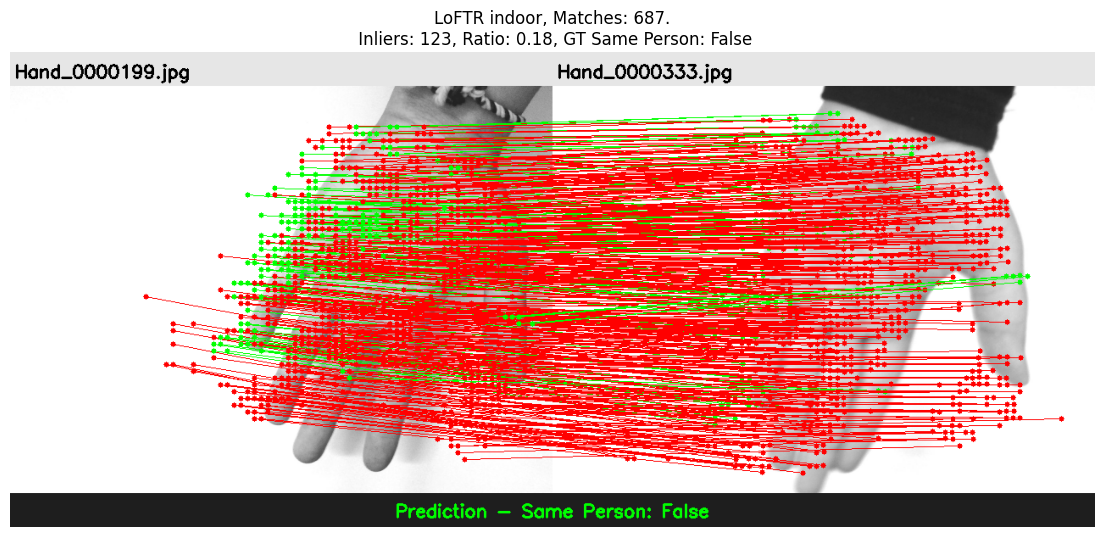 LoFTR indoor, Matches: 687.
Inliers: 123, Ratio: 0.18, GT Same Person: False
Hand_0000199.jpg
Hand_0000333.jpg
Prediction - Same Person: False